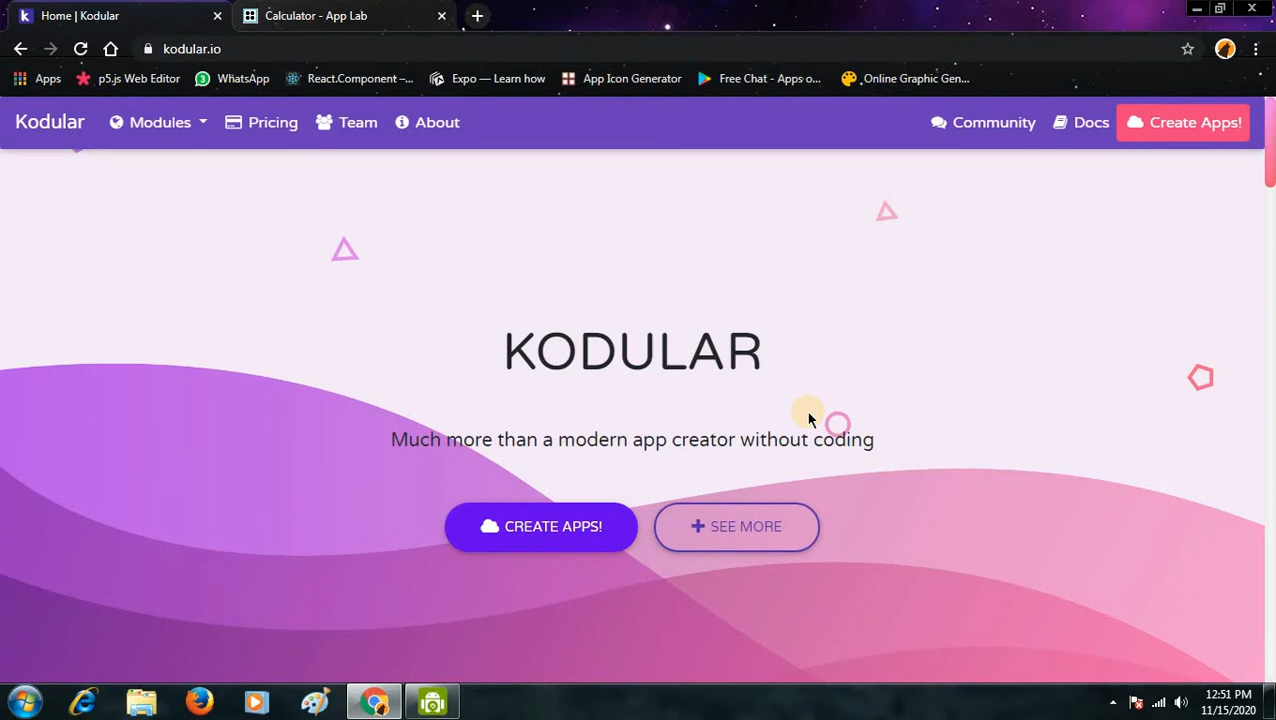 Home | Kodular
Calculator - App Lab
kodular.io
Apps
p5.js Web Editor
WhatsApp
React.Component –...
Expo — Learn how
App Icon Generator
Free Chat - Apps o...
Online Graphic Gen...
Kodular
Modules
Pricing
Team
About
Community
Docs
Create Apps!
KODULAR
Much more than a modern app creator without coding
CREATE APPS!
SEE MORE
12:51 PM
11/15/2020